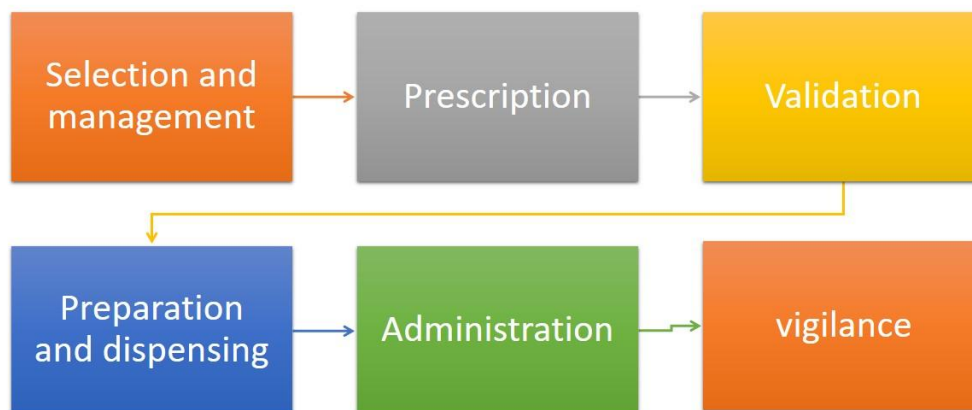 Selection and
management
Prescription
Validation
Preparation
and dispensing
Administration
vigilance